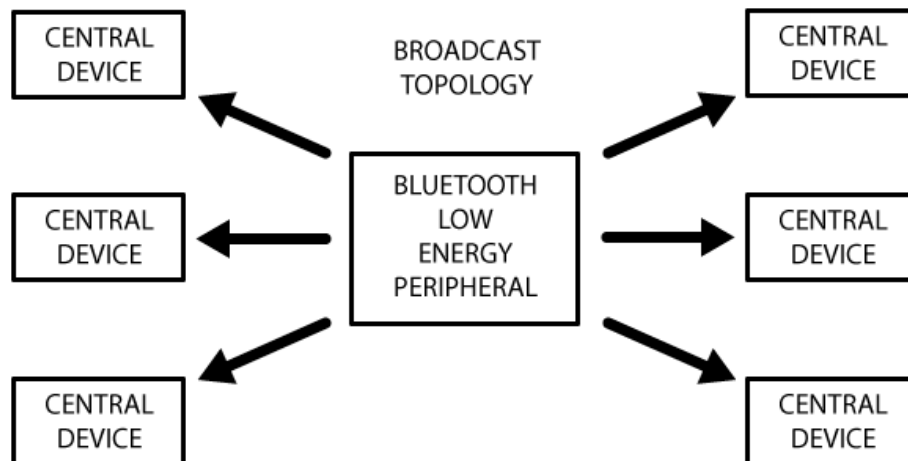 CENTRAL
DEVICE
BROADCAST
TOPOLOGY
CENTRAL
DEVICE
CENTRAL
DEVICE
BLUETOOTH
LOW
ENERGY
PERIPHERAL
CENTRAL
DEVICE
CENTRAL
DEVICE
CENTRAL
DEVICE